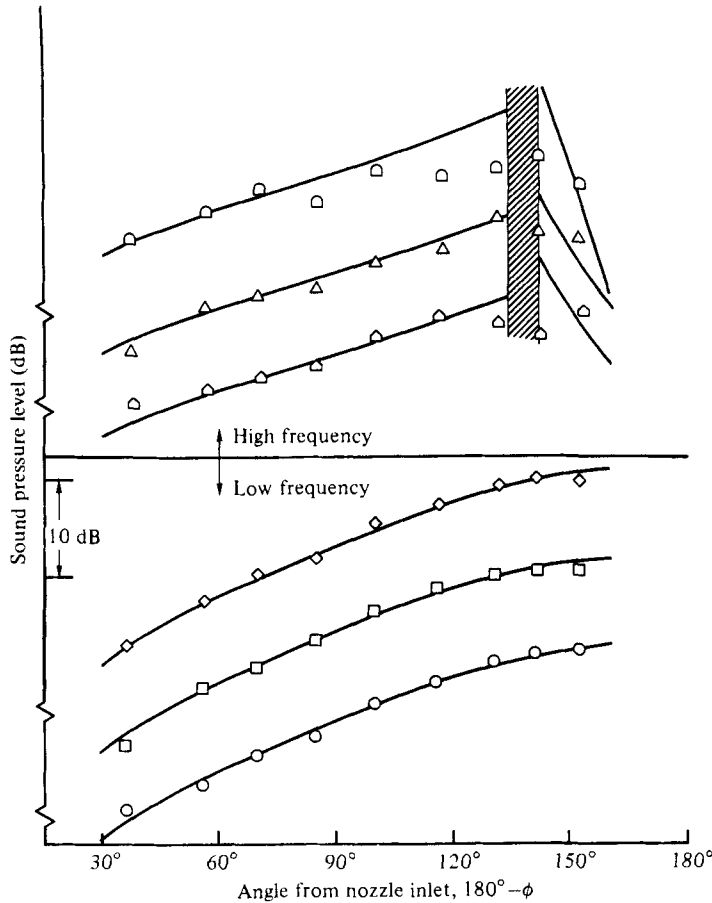 Sound pressure level (dB)
High frequency
Low frequency
10 dB
30° 60° 90° 120° 150° 180°
Angle from nozzle inlet, 180°–ϕ